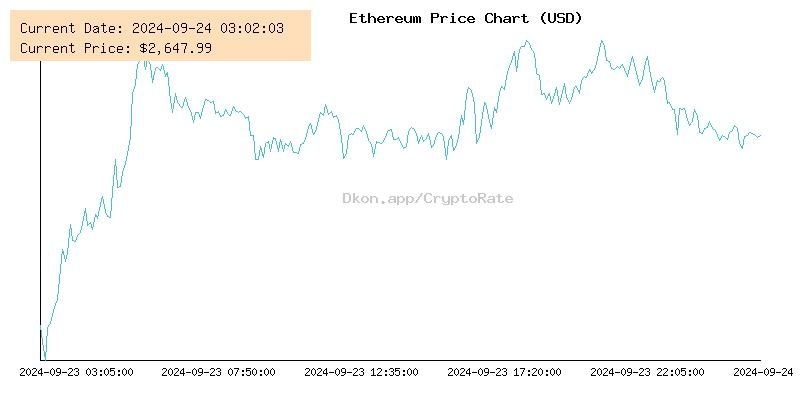 Ethereum Price Chart (USD)
Current Date: 2024-09-24 03:02:03
Current Price: $2,647.99
Dkon.app/CryptoRate
2024-09-23 03:05:00 2024-09-23 07:50:00 2024-09-23 12:35:00 2024-09-23 17:20:00 2024-09-23 22:05:00 2024-09-24